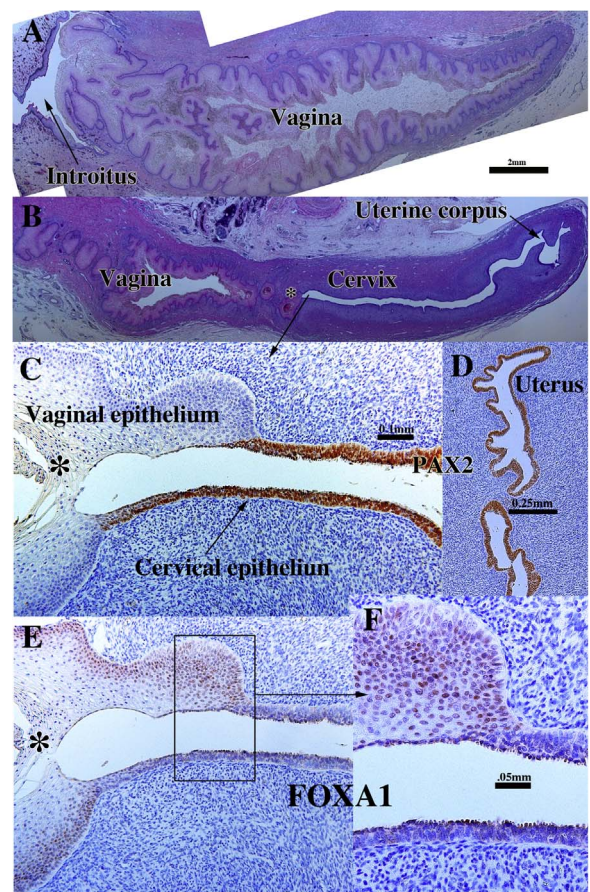 A
Vagina
Introitus
2mm
B
Uterine corpus
Vagina
*
Cervix
C
Vaginal epithelium
*
0.1mm
PAX2
Cervical epitheliun
D
Uterus
0.25mm
E
*
FOXA1
F
.05mm